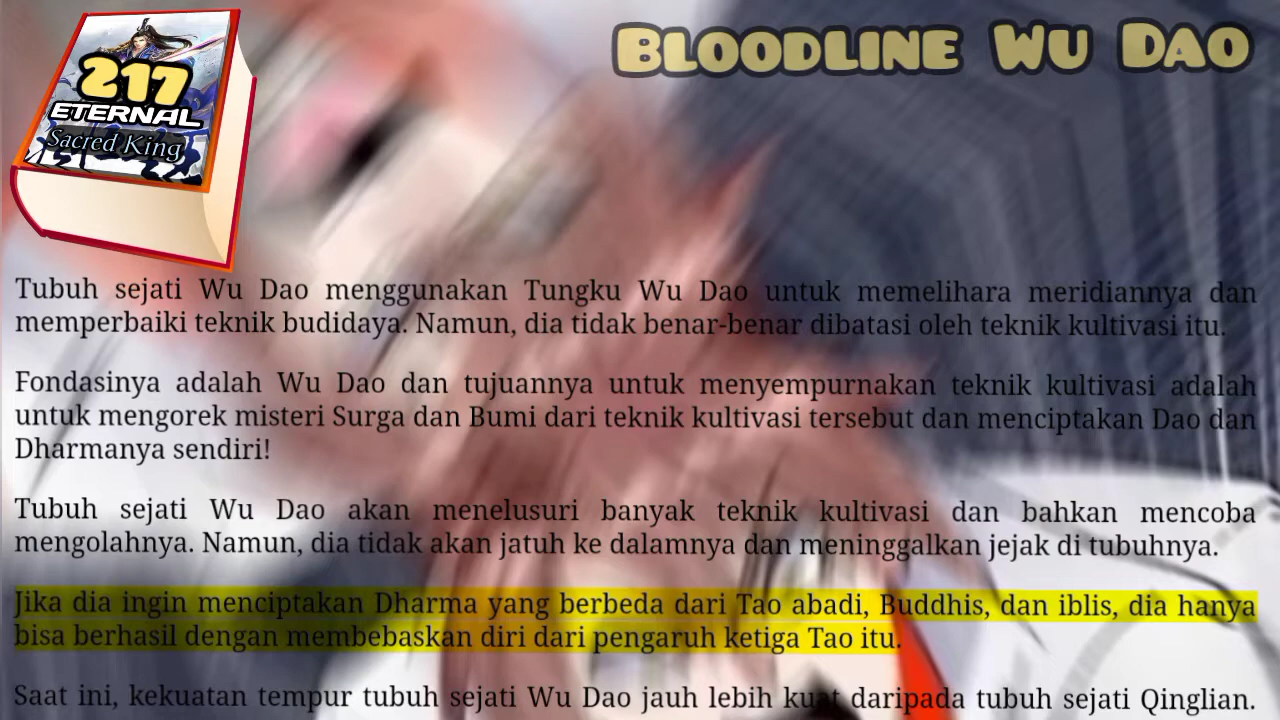 Bloodline Wu Dao
217
ETERNAL
Sacred King
Tubuh sejati Wu Dao menggunakan Tungku Wu Dao untuk memelihara meridiannya dan
memperbaiki teknik budidaya. Namun, dia tidak benar-benar dibatasi oleh teknik kultivasi itu.
Fondasinya adalah Wu Dao dan tujuannya untuk menyempurnakan teknik kultivasi adalah
untuk mengorek misteri Surga dan Bumi dari teknik kultivasi tersebut dan menciptakan Dao dan
Dharmanya sendiri!
Tubuh sejati Wu Dao akan menelusuri banyak teknik kultivasi dan bahkan mencoba
mengolahnya. Namun, dia tidak akan jatuh ke dalamnya dan meninggalkan jejak di tubuhnya.
Jika dia ingin menciptakan Dharma yang berbeda dari Tao abadi, Buddhis, dan iblis, dia hanya
bisa berhasil dengan membebaskan diri dari pengaruh ketiga Tao itu.
Saat ini, kekuatan tempur tubuh sejati Wu Dao jauh lebih kuat daripada tubuh sejati Qinglian.